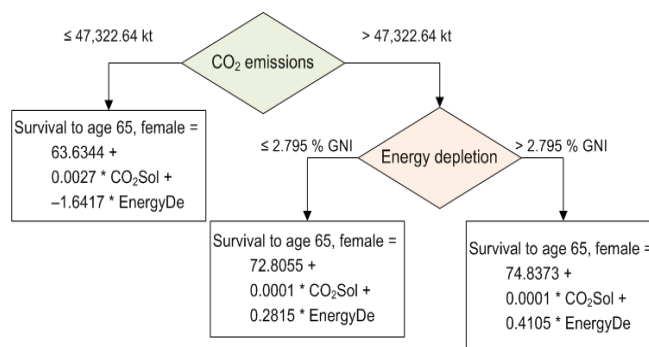 ≤ 47,322.64 kt
> 47,322.64 kt
CO₂ emissions
Survival to age 65, female =
63.6344 +
0.0027 * CO₂Sol +
–1.6417 * EnergyDe
≤ 2.795 % GNI
Energy depletion
> 2.795 % GNI
Survival to age 65, female =
72.8055 +
0.0001 * CO₂Sol +
0.2815 * EnergyDe
Survival to age 65, female =
74.8373 +
0.0001 * CO₂Sol +
0.4105 * EnergyDe